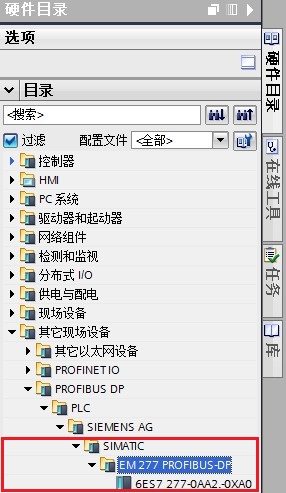 硬件目录
选项
目录
<搜索>
过滤 配置文件 <全部>
控制器
HMI
PC 系统
驱动器和起动器
网络组件
检测和监视
分布式 I/O
供电与配电
现场设备
其它现场设备
其它以太网设备
PROFINET IO
PROFIBUS DP
PLC
SIEMENS AG
SIMATIC
EM 277 PROFIBUS-DP
6ES7 277-0AA2.-0XA0
硬件目录
在线工具
任务
库